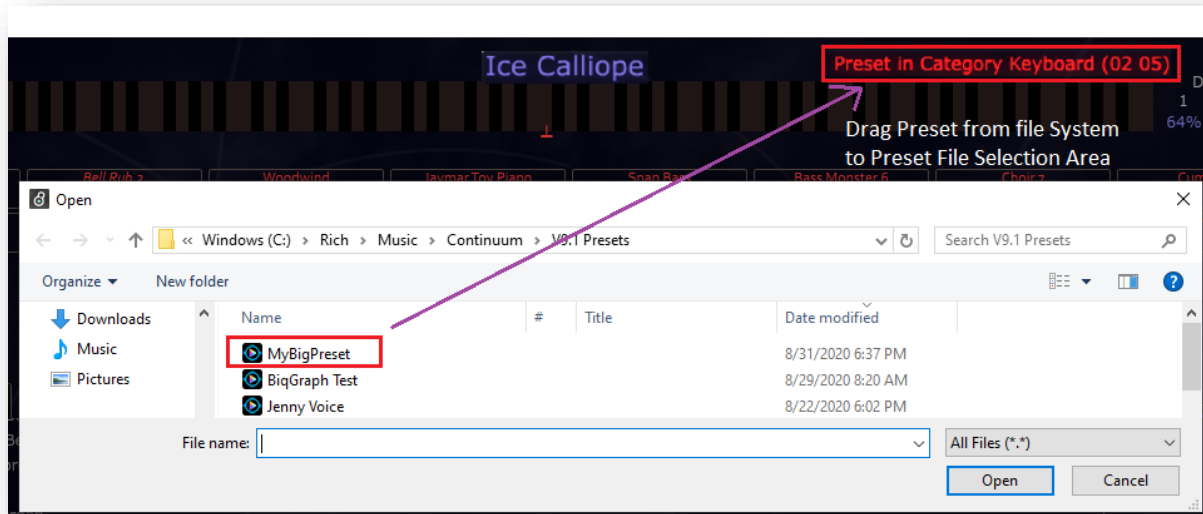 Ice Calliope
Preset in Category Keyboard (02 05)
D
1
64%
Drag Preset from file System
to Preset File Selection Area
Bell Rub 2 Woodwind Jaymar Toy Piano Snap Bass Bass Monster 6 Choir 7 Cum
Open
« Windows (C:) > Rich > Music > Continuum > V9.1 Presets
Search V9.1 Presets
Organize New folder
Name # Title Date modified
Downloads
Music
Pictures
MyBigPreset 8/31/2020 6:37 PM
BiqGraph Test 8/29/2020 8:20 AM
Jenny Voice 8/22/2020 6:02 PM
File name: All Files (*.*)
Open Cancel